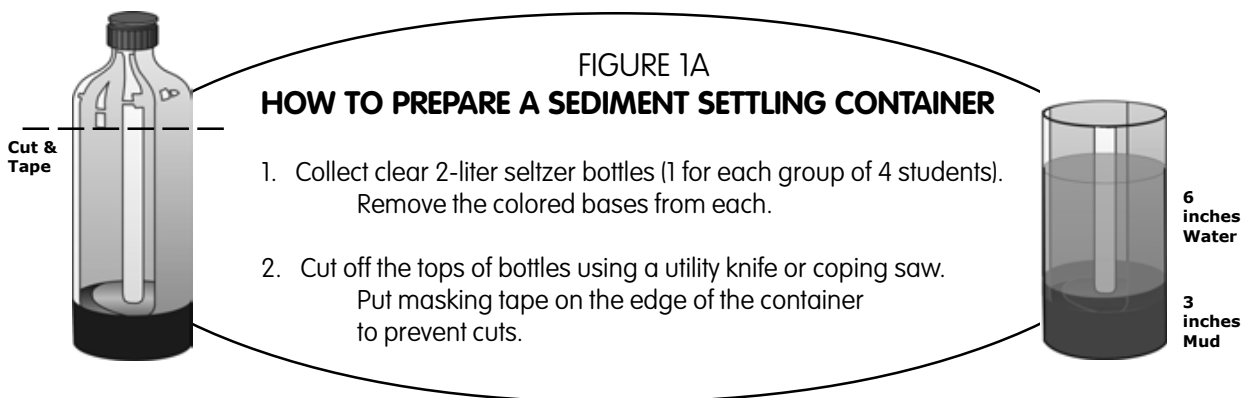 FIGURE 1A
HOW TO PREPARE A SEDIMENT SETTLING CONTAINER
Cut &
Tape
1. Collect clear 2-liter seltzer bottles (1 for each group of 4 students).
Remove the colored bases from each.
2. Cut off the tops of bottles using a utility knife or coping saw.
Put masking tape on the edge of the container
to prevent cuts.
6
inches
Water
3
inches
Mud